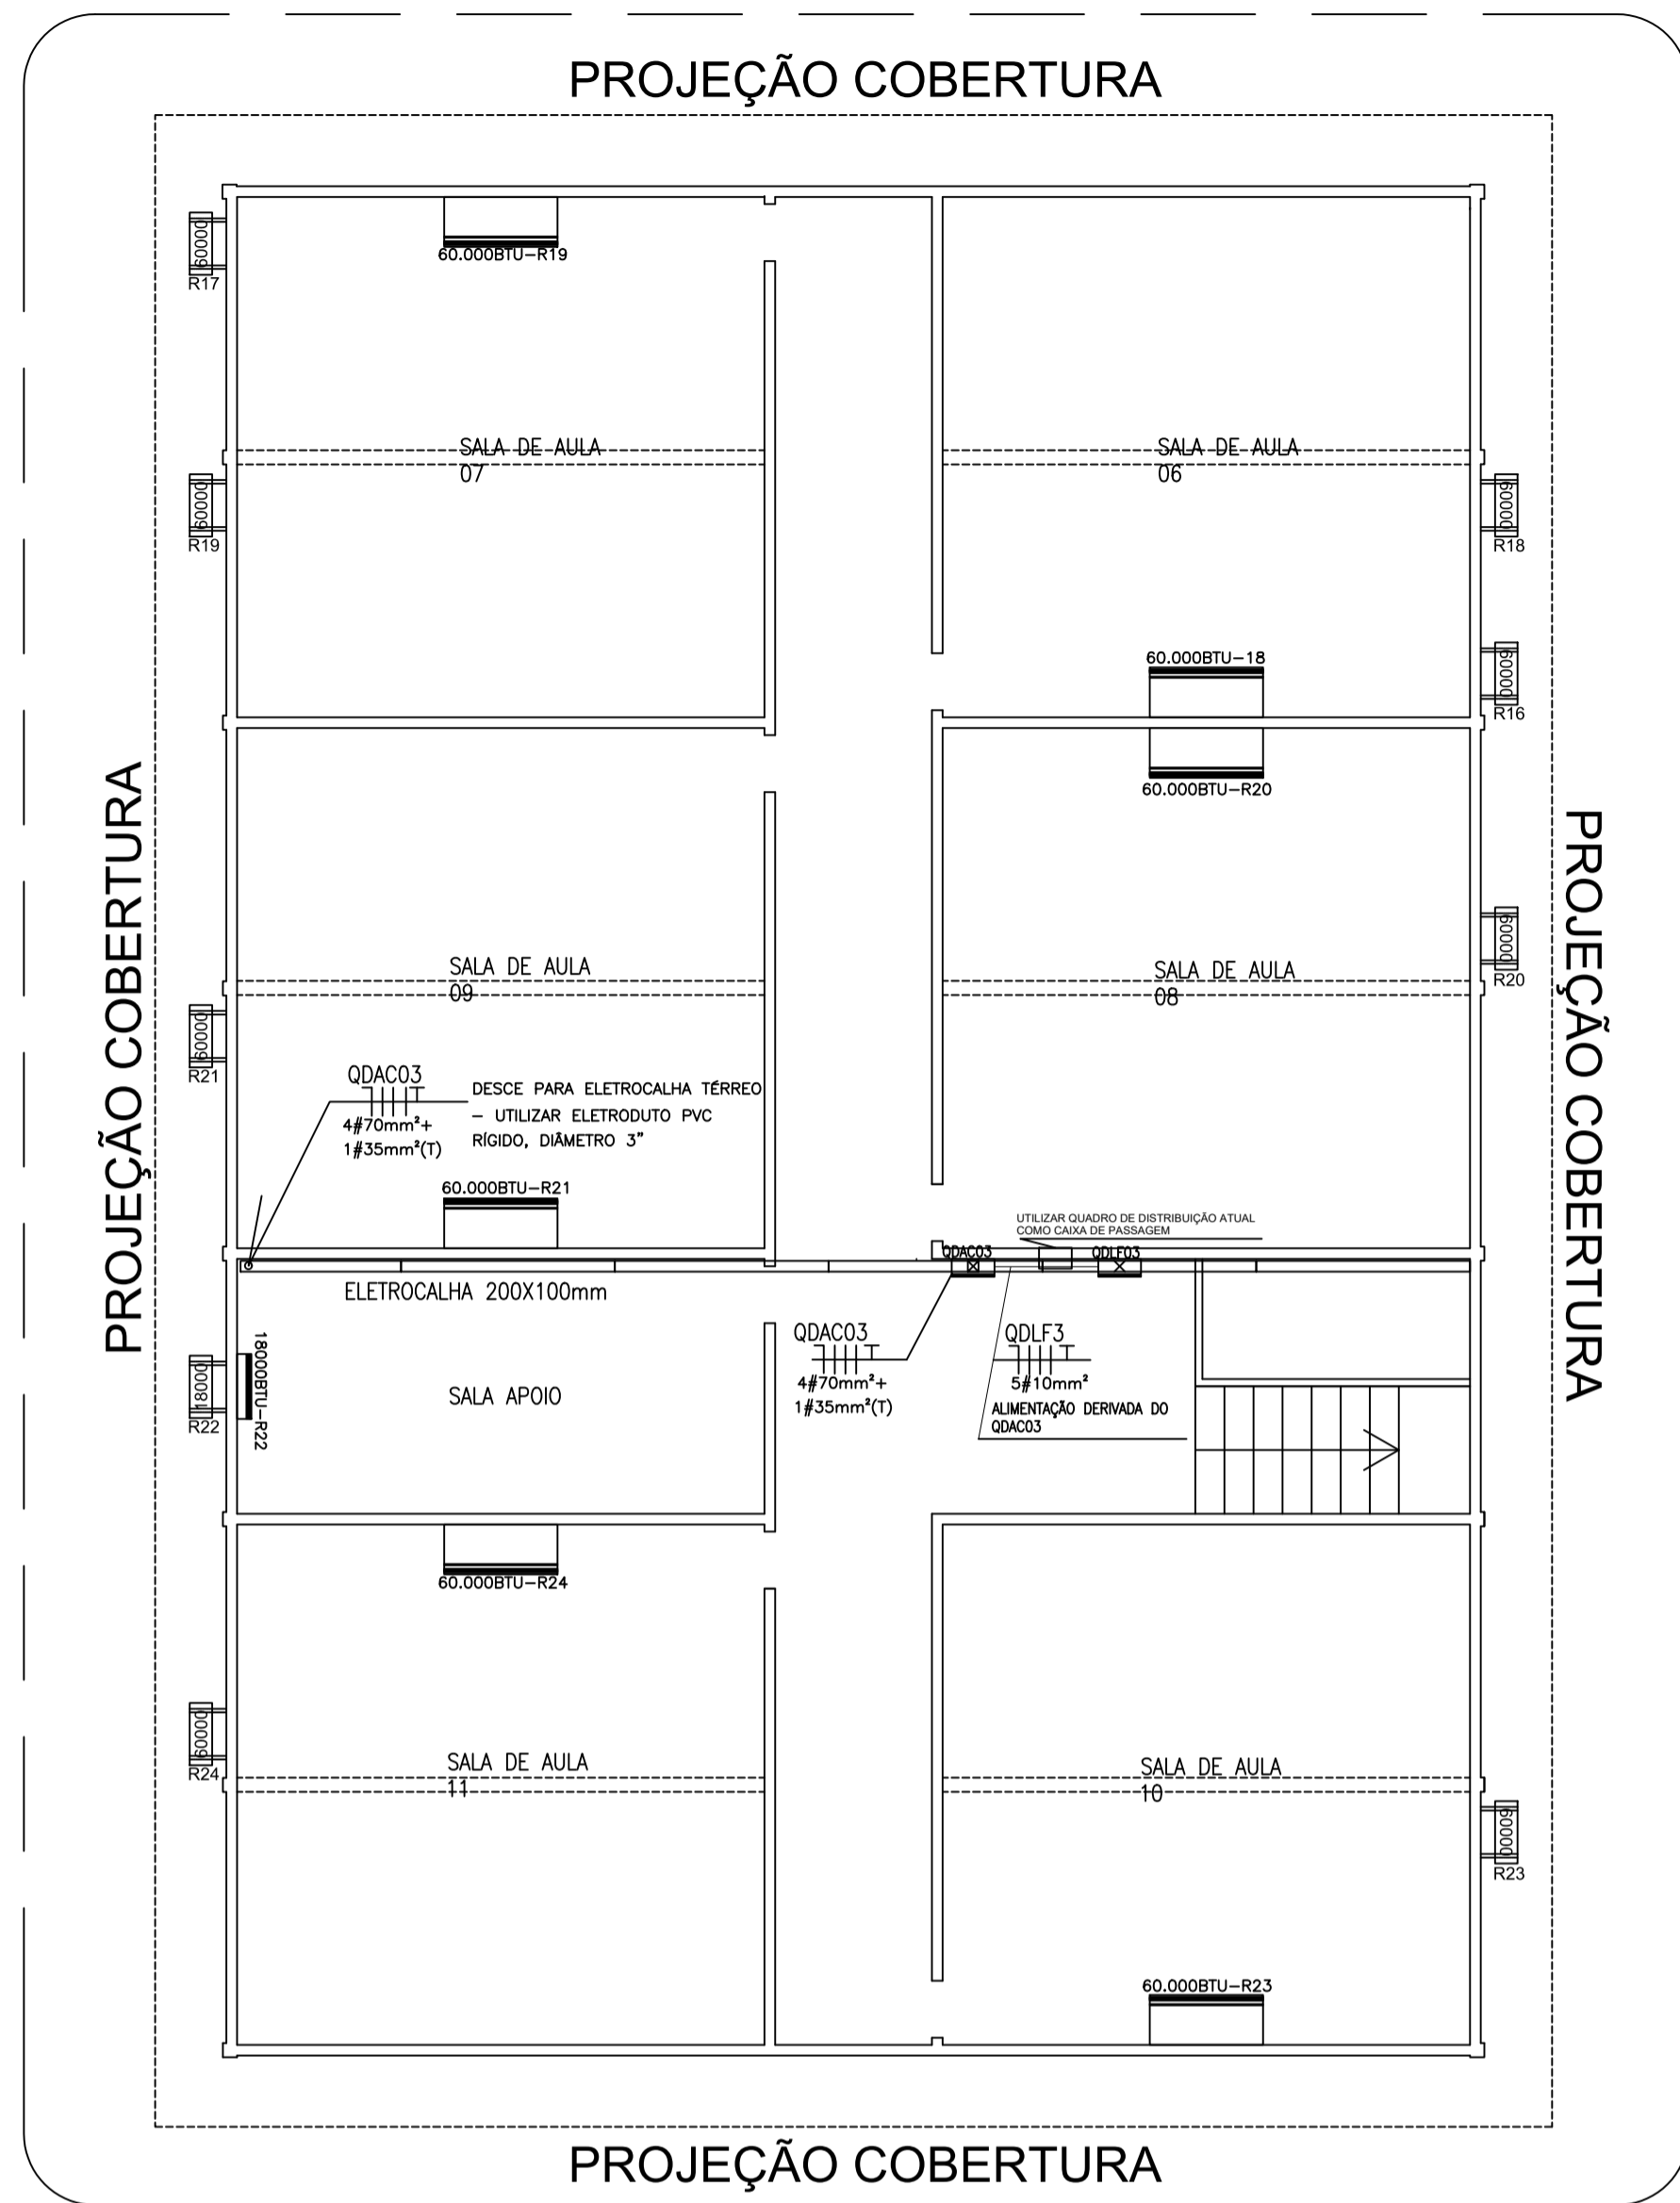 PROJEÇÃO COBERTURA
60000
R17
60.000BTU-R19
SALA DE AULA
07
SALA DE AULA
06
60000
R19
60000
R18
60.000BTU-18
60000
R16
60.000BTU-R20
PROJEÇÃO COBERTURA
PROJEÇÃO COBERTURA
60000
R20
SALA DE AULA
09
SALA DE AULA
08
60000
R21
QDAC03
4#70mm²+
1#35mm²(T)
DESCE PARA ELETROCALHA TÉRREO
- UTILIZAR ELETRODUTO PVC
RÍGIDO, DIÂMETRO 3"
60.000BTU-R21
UTILIZAR QUADRO DE DISTRIBUIÇÃO ATUAL
COMO CAIXA DE PASSAGEM
QDAC03
QDLF03
ELETROCALHA 200X100mm
QDAC03
4#70mm²+
1#35mm²(T)
QDLF3
5#10mm²
ALIMENTAÇÃO DERIVADA DO
QDAC03
18000
R22
18000BTU-R22
SALA APOIO
60.000BTU-R24
60000
R24
SALA DE AULA
11
SALA DE AULA
10
60000
R23
60.000BTU-R23
PROJEÇÃO COBERTURA